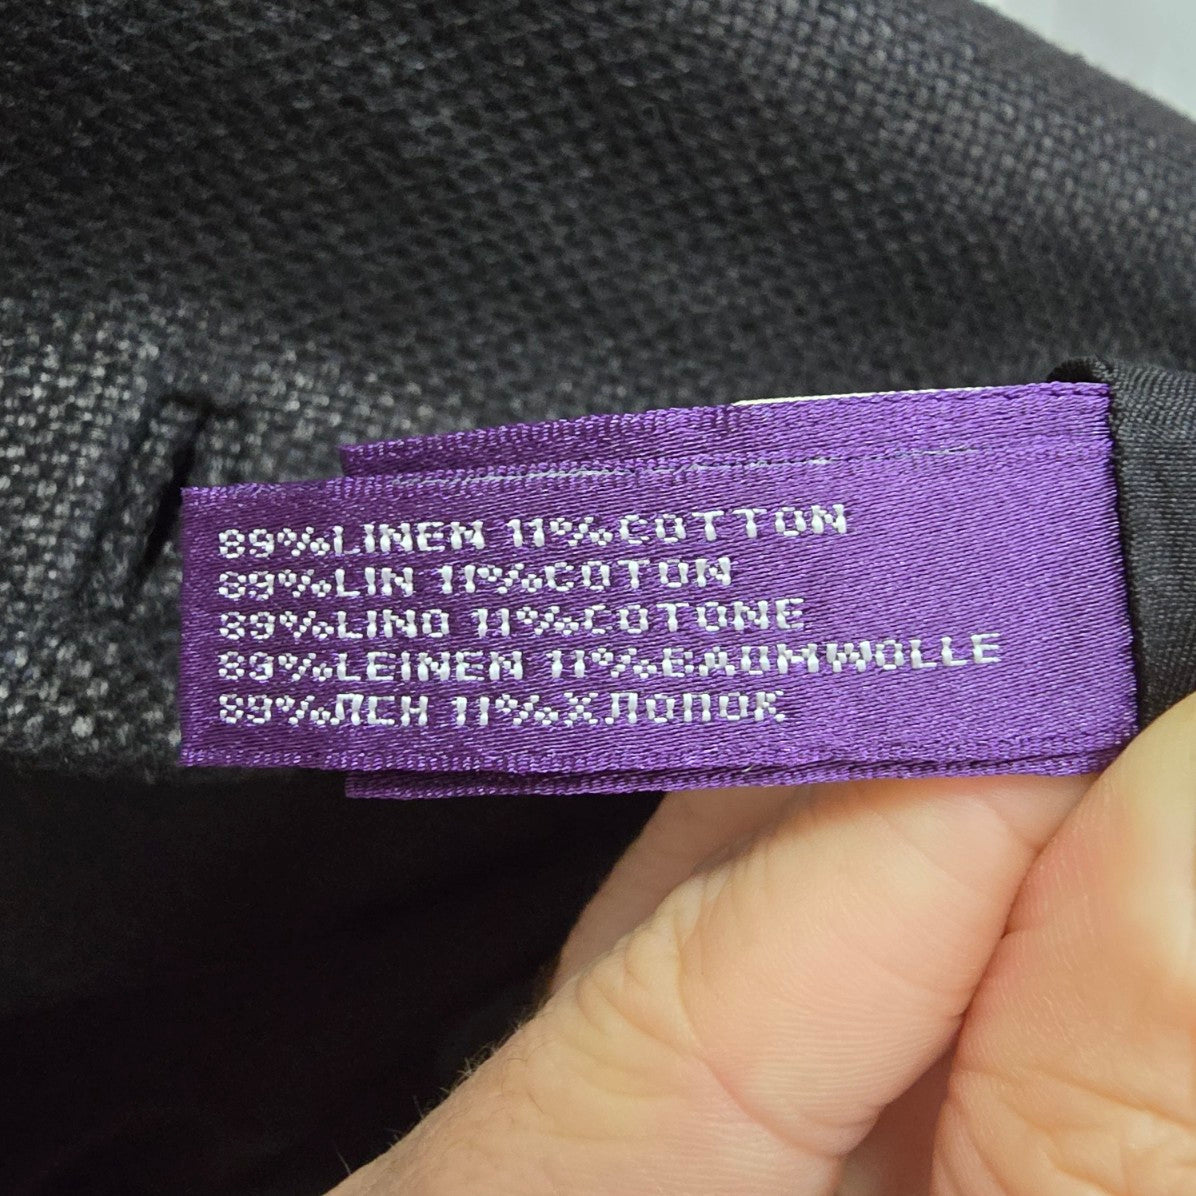 89%LINEN 11%COTTON
89%LIN 11%COTON
89%LINO 11%COTONE
89%LEINEN 11%BAUMWOLLE
89%ЛЕН 11%ХЛОПОК